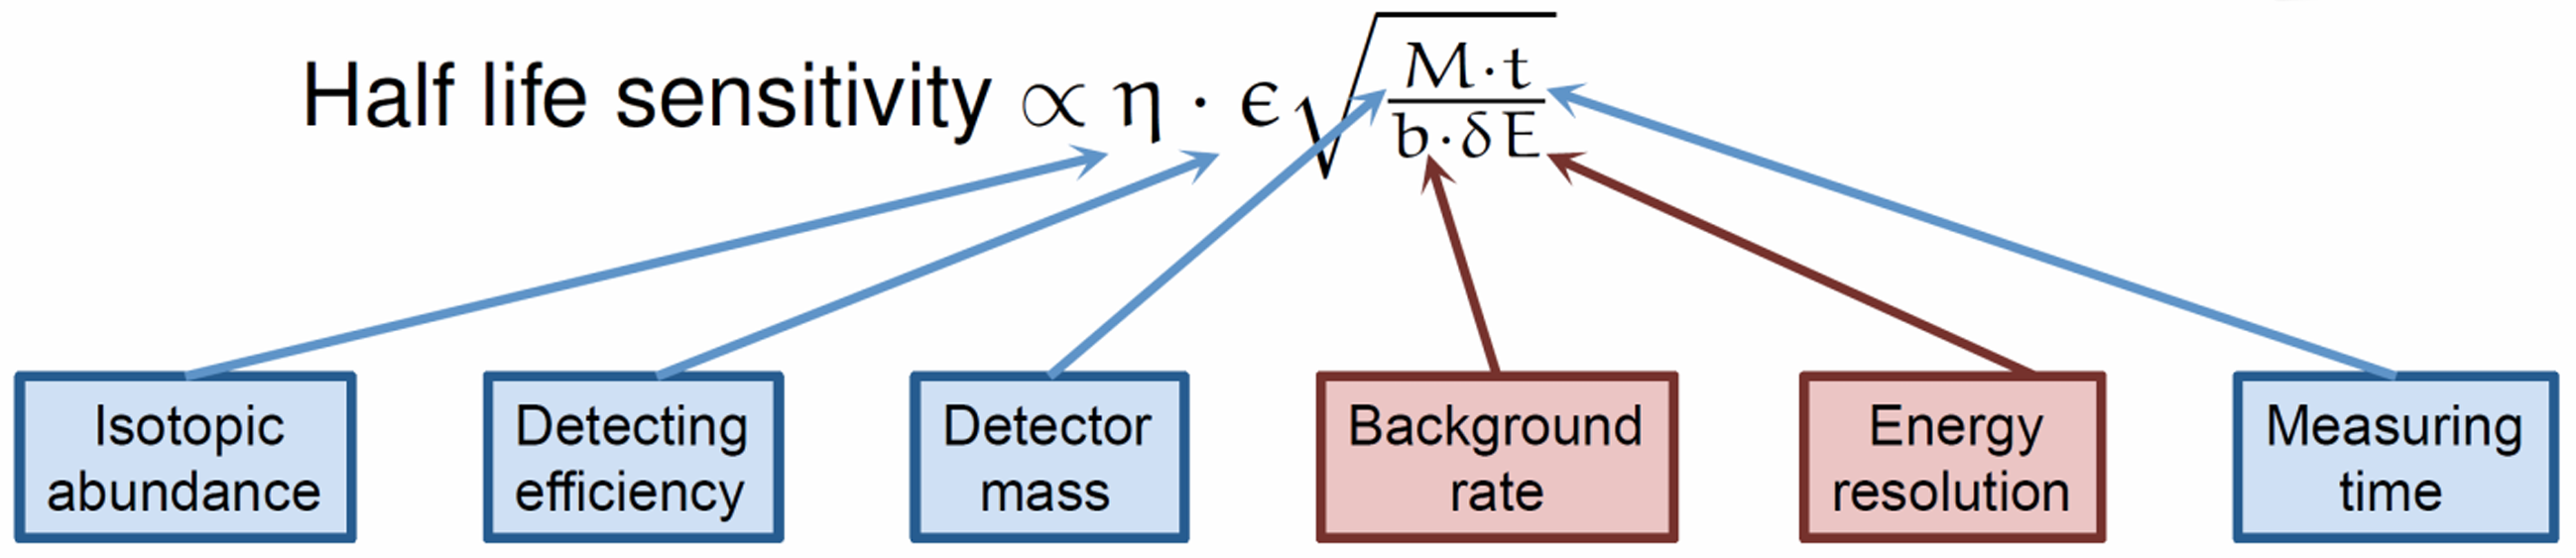 Half life sensitivity ∝ η · ϵ√(M·t / b·δE)
Isotopic
abundance
Detecting
efficiency
Detector
mass
Background
rate
Energy
resolution
Measuring
time